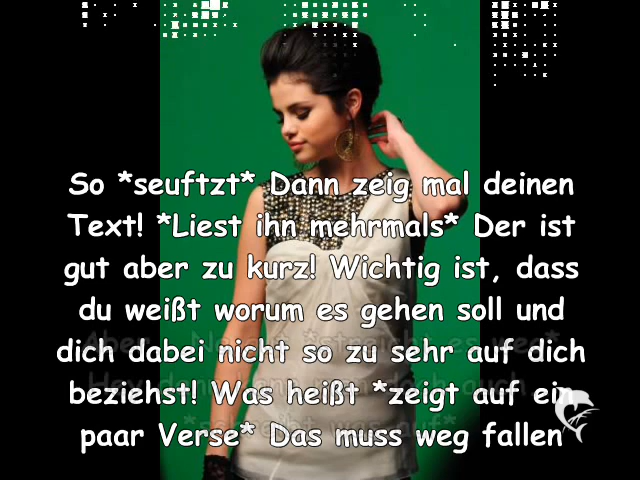 So *seuftzt* Dann zeig mal deinen
Text! *Liest ihn mehrmals* Der ist
gut aber zu kurz! Wichtig ist, dass
du weißt worum es gehen soll und
dich dabei nicht so zu sehr auf dich
beziehst! Was heißt *zeigt auf ein
paar Verse* Das muss weg fallen